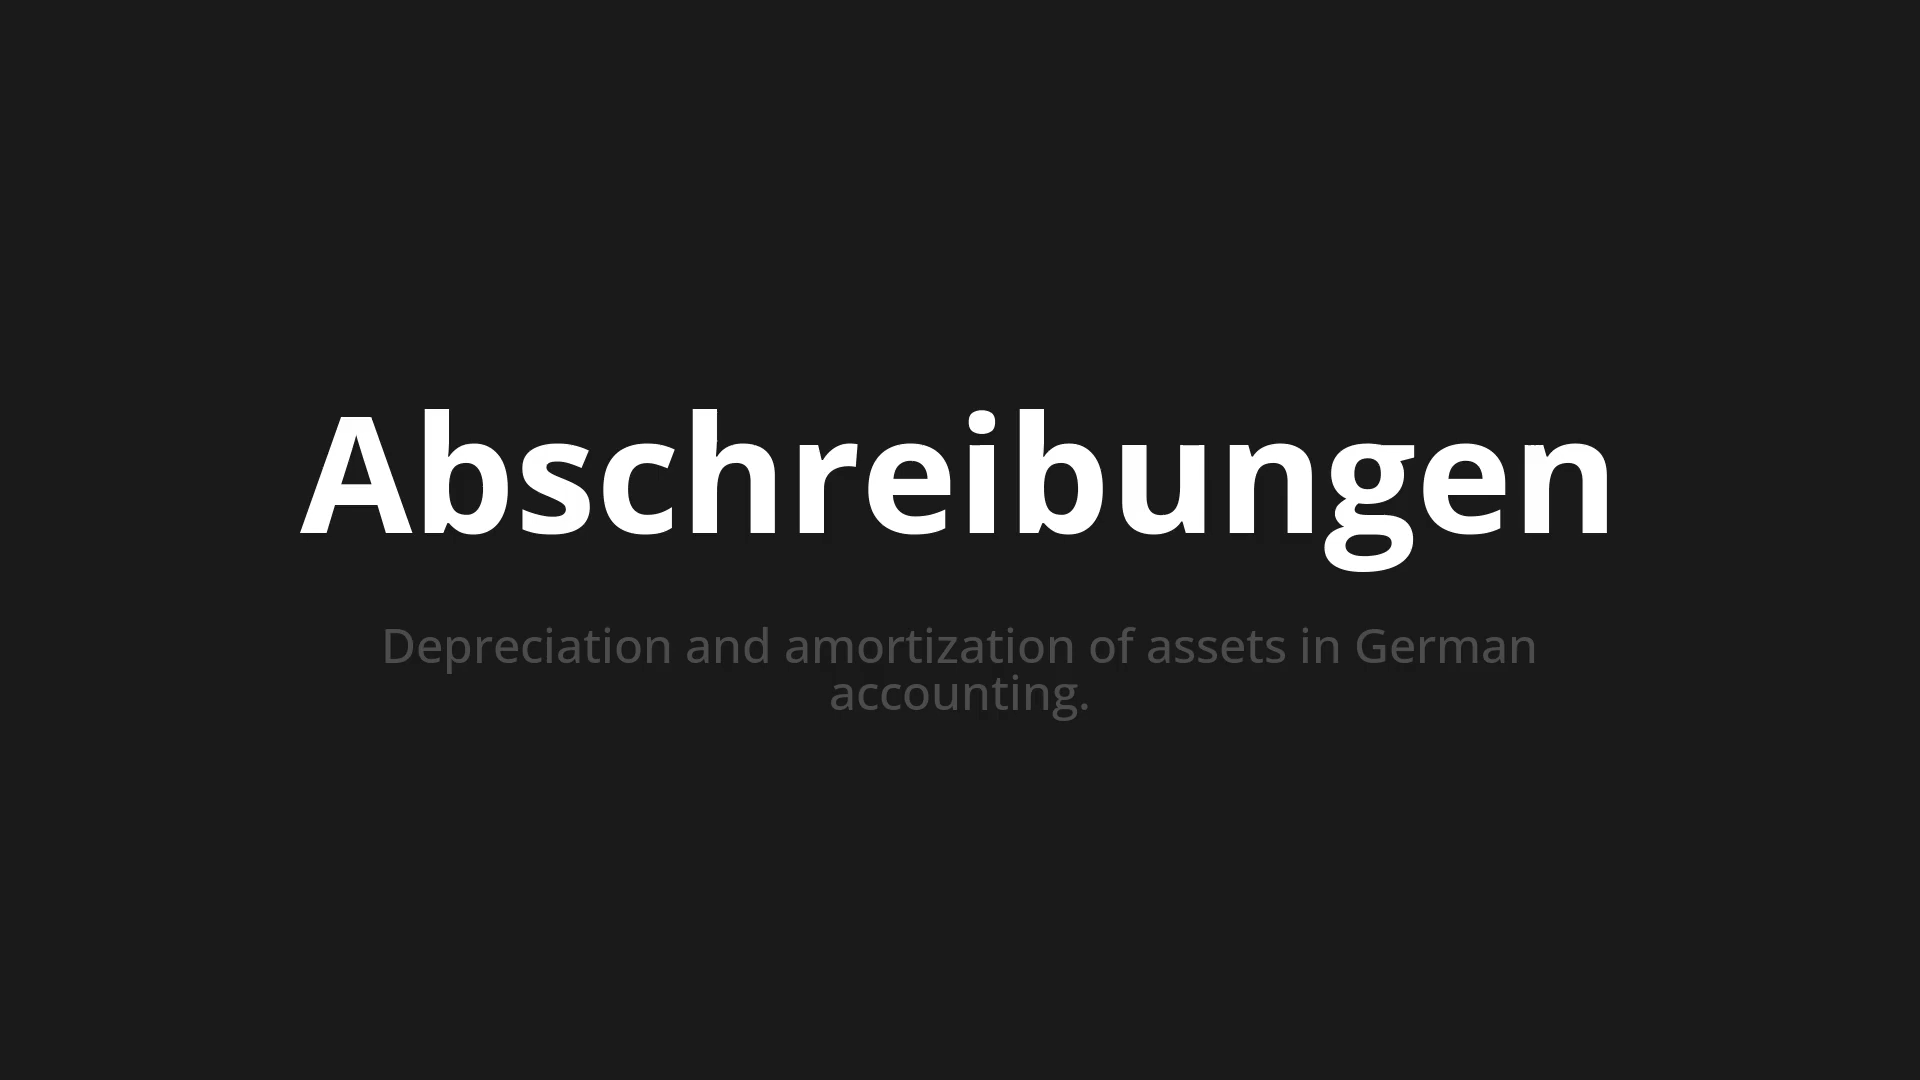 Abschreibungen
Depreciation and amortization of assets in German
accounting.